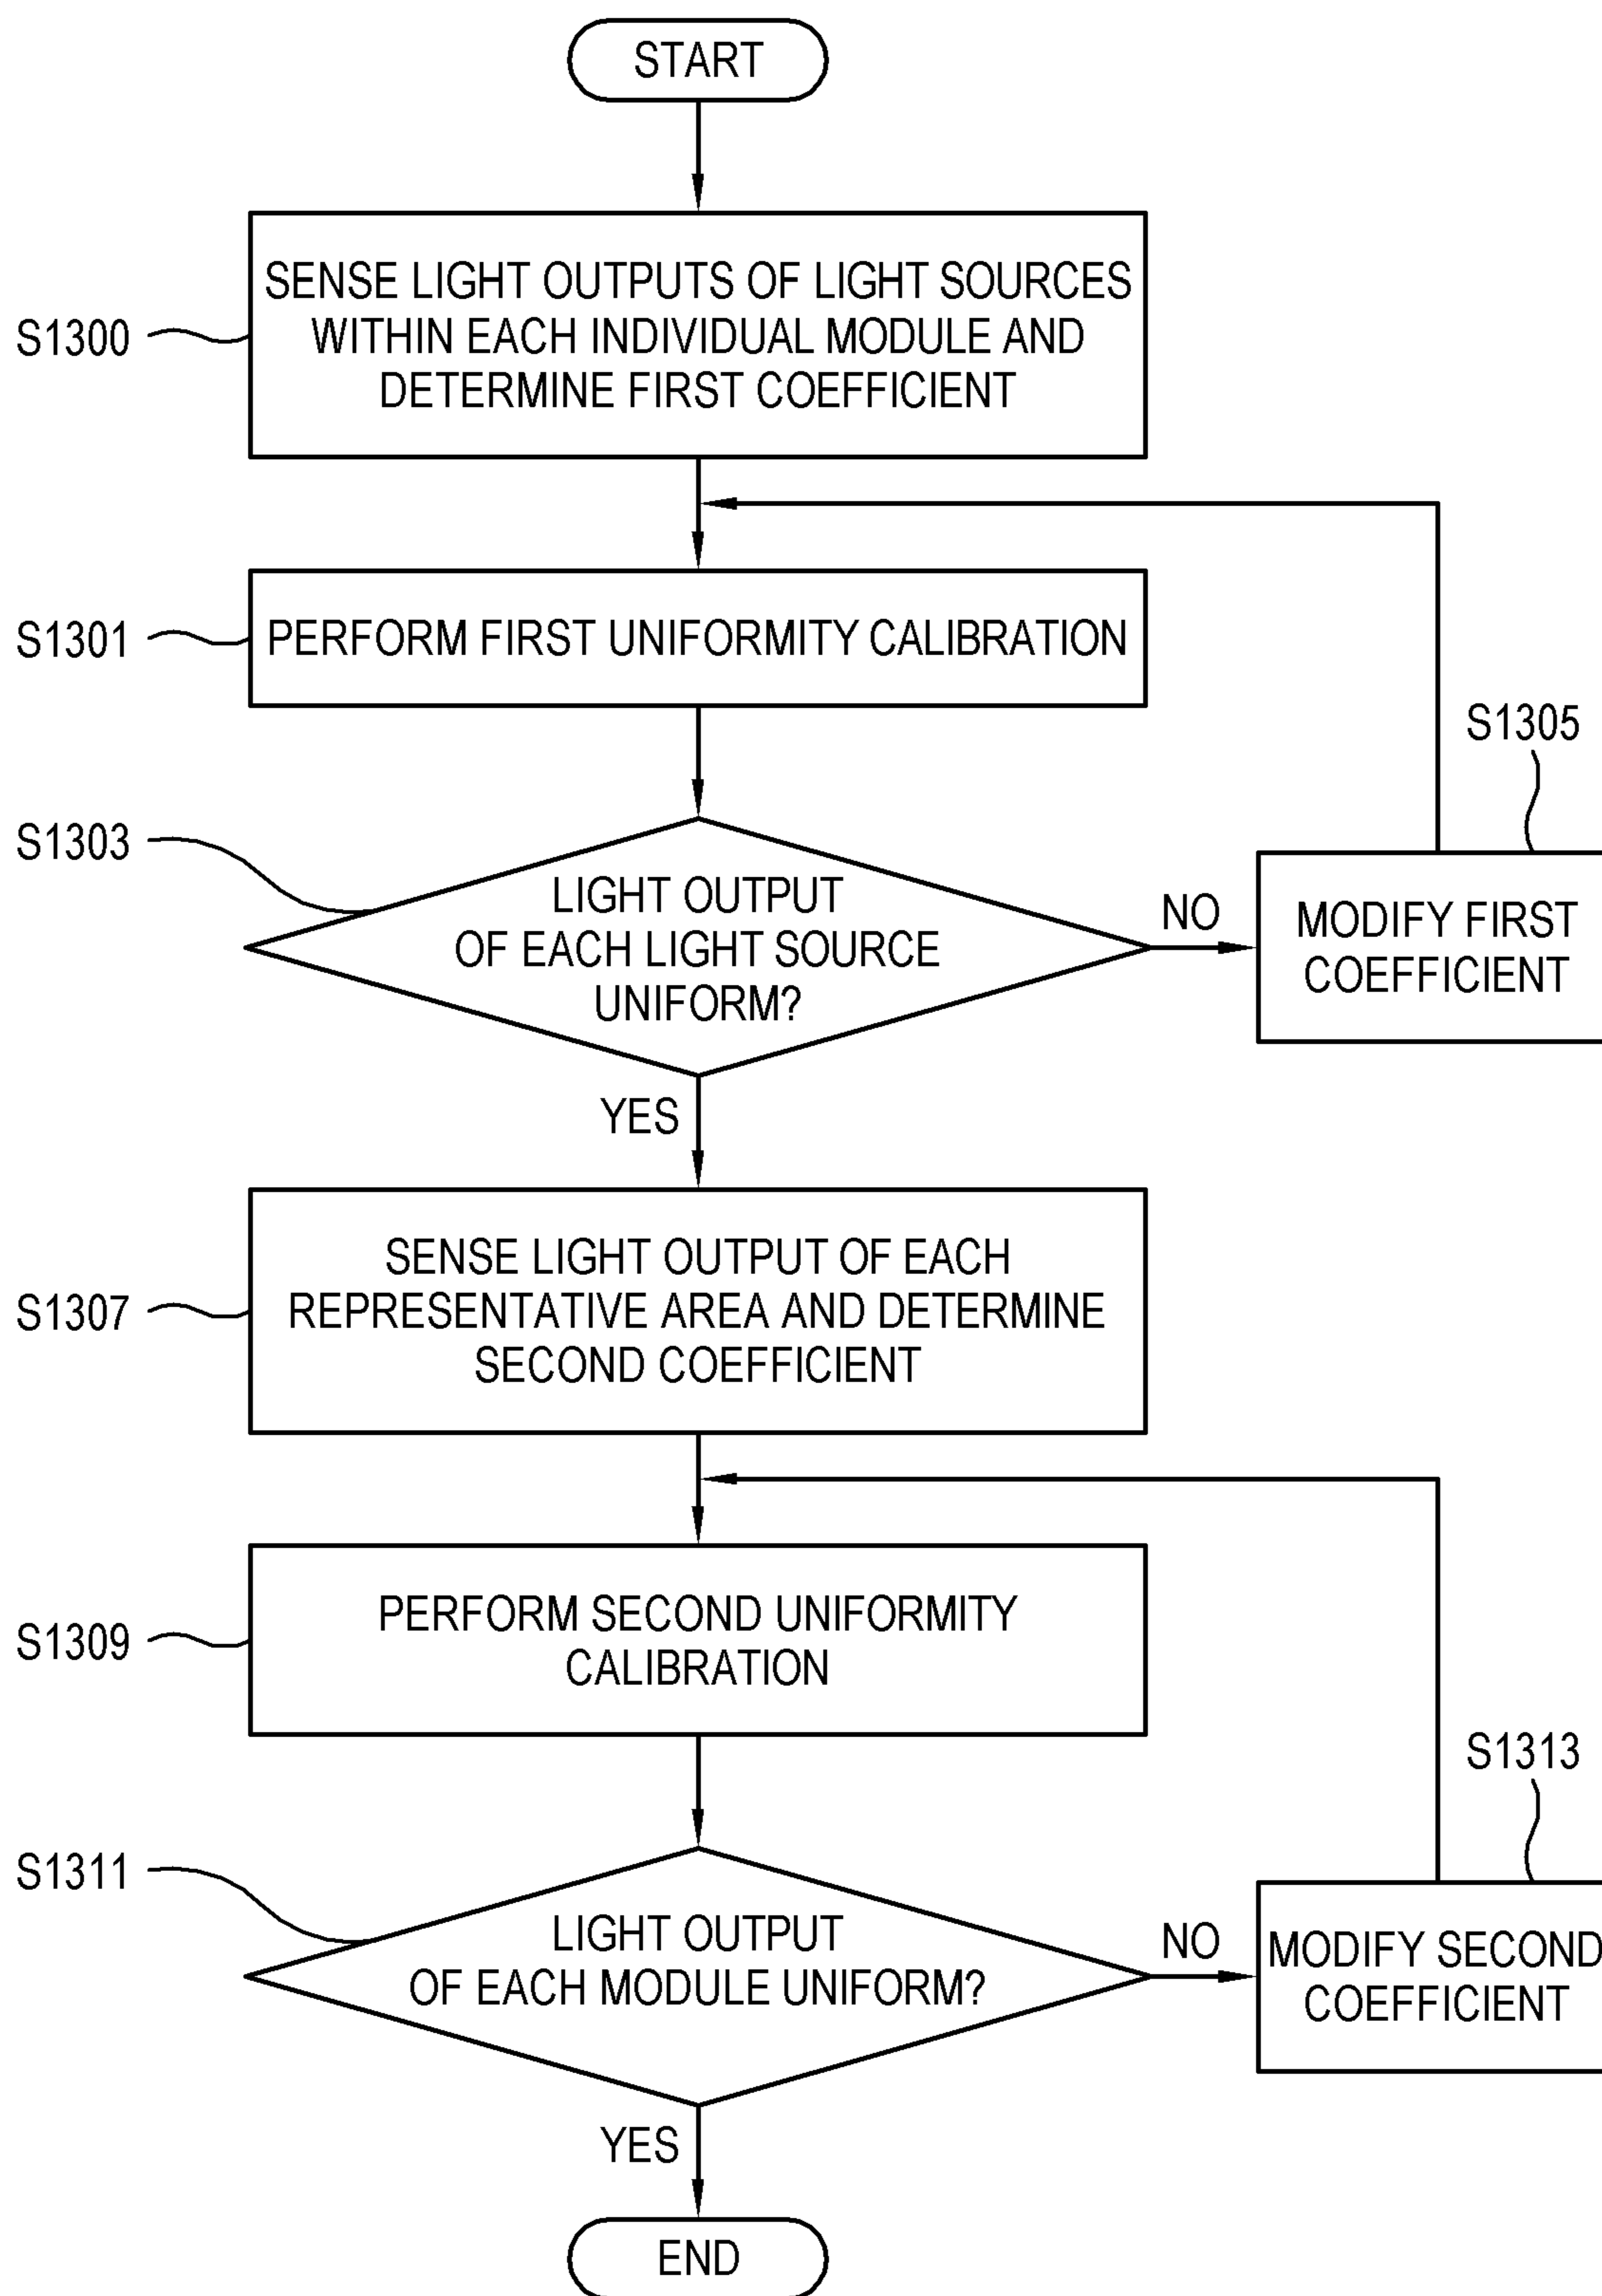 START
S1300
SENSE LIGHT OUTPUTS OF LIGHT SOURCES
WITHIN EACH INDIVIDUAL MODULE AND
DETERMINE FIRST COEFFICIENT
S1301
PERFORM FIRST UNIFORMITY CALIBRATION
S1303
LIGHT OUTPUT
OF EACH LIGHT SOURCE
UNIFORM?
NO
S1305
MODIFY FIRST
COEFFICIENT
YES
S1307
SENSE LIGHT OUTPUT OF EACH
REPRESENTATIVE AREA AND DETERMINE
SECOND COEFFICIENT
S1309
PERFORM SECOND UNIFORMITY
CALIBRATION
S1311
LIGHT OUTPUT
OF EACH MODULE UNIFORM?
NO
S1313
MODIFY SECOND
COEFFICIENT
YES
END